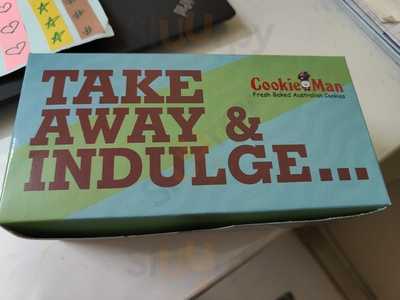 TAKE
AWAY &
INDULGE...
Cookie Man
Fresh Baked Australian Cookies